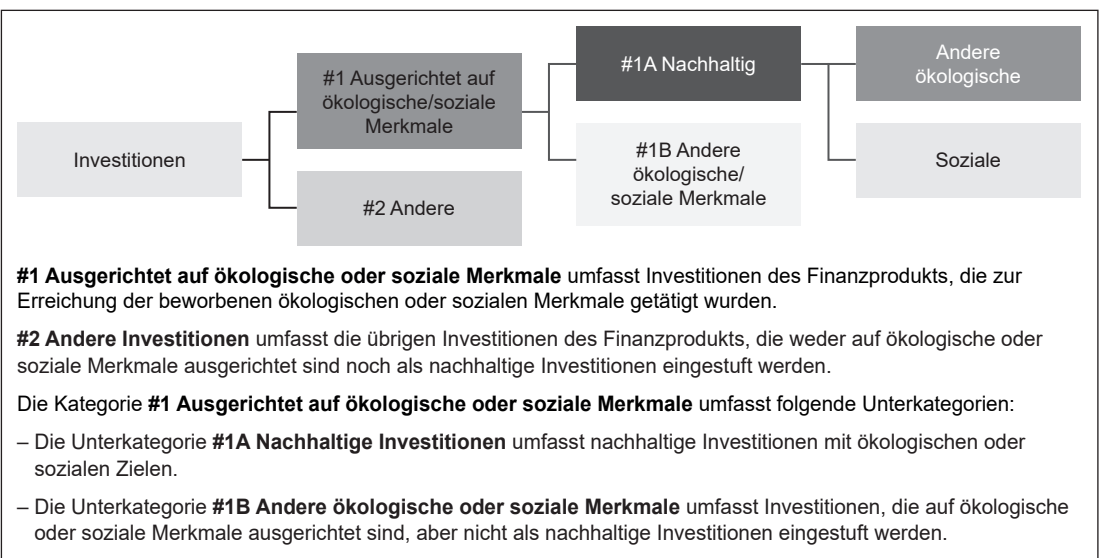 Investitionen
#1 Ausgerichtet auf
ökologische/soziale
Merkmale
#2 Andere
#1A Nachhaltig
#1B Andere
ökologische/
soziale Merkmale
Andere
ökologische
Soziale
#1 Ausgerichtet auf ökologische oder soziale Merkmale umfasst Investitionen des Finanzprodukts, die zur
Erreichung der beworbenen ökologischen oder sozialen Merkmale getätigt wurden.
#2 Andere Investitionen umfasst die übrigen Investitionen des Finanzprodukts, die weder auf ökologische oder
soziale Merkmale ausgerichtet sind noch als nachhaltige Investitionen eingestuft werden.
Die Kategorie #1 Ausgerichtet auf ökologische oder soziale Merkmale umfasst folgende Unterkategorien:
– Die Unterkategorie #1A Nachhaltige Investitionen umfasst nachhaltige Investitionen mit ökologischen oder
sozialen Zielen.
– Die Unterkategorie #1B Andere ökologische oder soziale Merkmale umfasst Investitionen, die auf ökologische
oder soziale Merkmale ausgerichtet sind, aber nicht als nachhaltige Investitionen eingestuft werden.